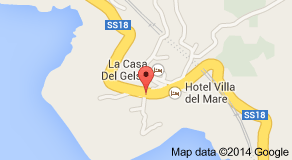 SS18
La Casa
Del Gelso
Hotel Villa
del Mare
SS18
Map data ©2014 Google